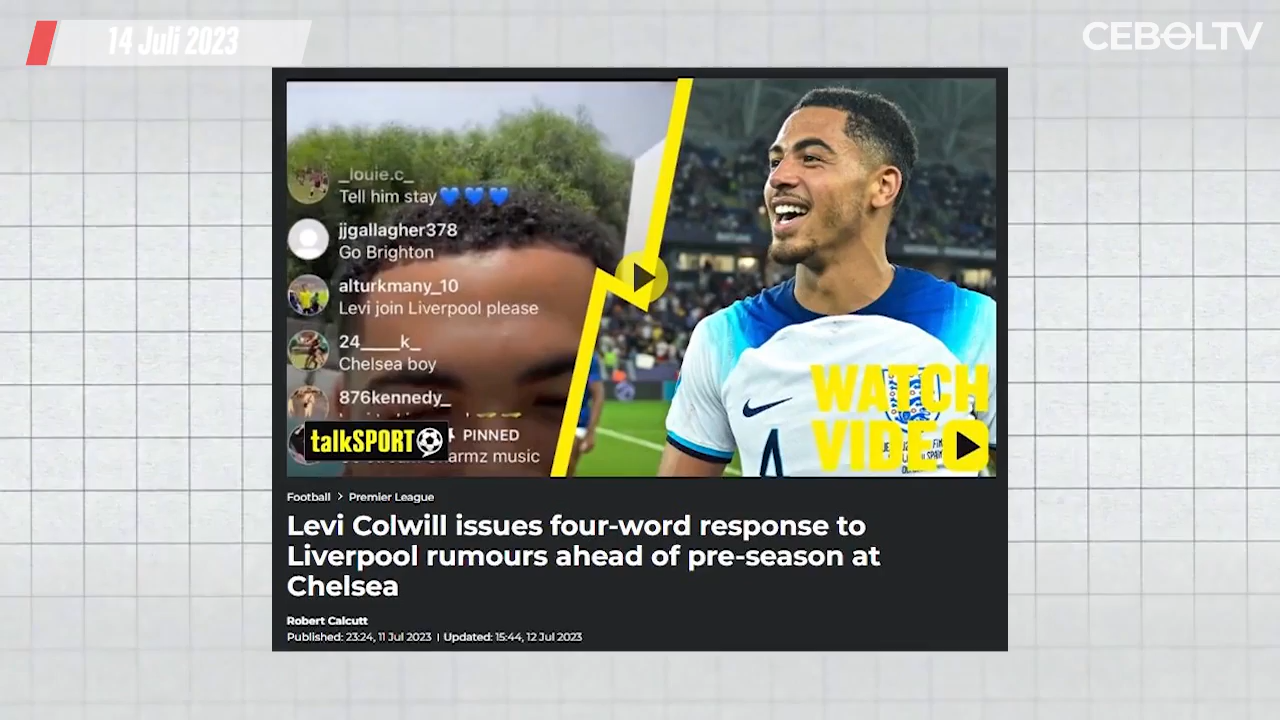 14 Juli 2023
CEBOLTV
_louie.c_
Tell him stay💙💙💙
jjgallagher378
Go Brighton
alturkmany_10
Levi join Liverpool please
24____k_
Chelsea boy
876kennedy_
talkSPORT
PINNED
music
4
WATCH
VIDEO
Football > Premier League
Levi Colwill issues four-word response to
Liverpool rumours ahead of pre-season at
Chelsea
Robert Calcutt
Published: 23:24, 11 Jul 2023 | Updated: 15:44, 12 Jul 2023